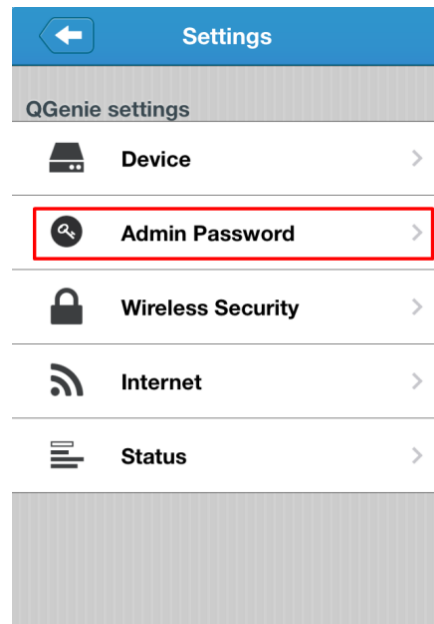 Settings
QGenie settings
Device
Admin Password
Wireless Security
Internet
Status